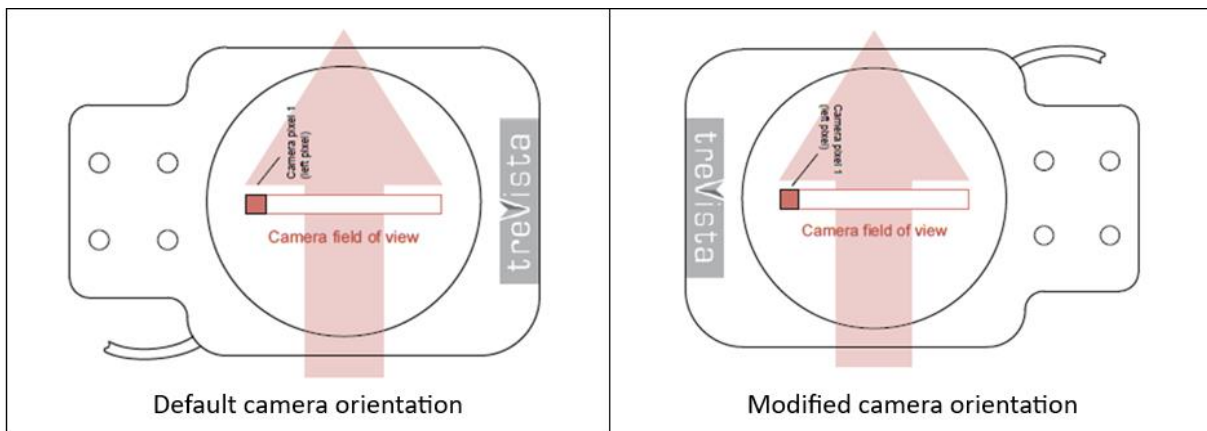 Camera pixel 1
(left pixel)
Camera field of view
treVista
Default camera orientation
treVista
Camera pixel 1
(left pixel)
Camera field of view
Modified camera orientation